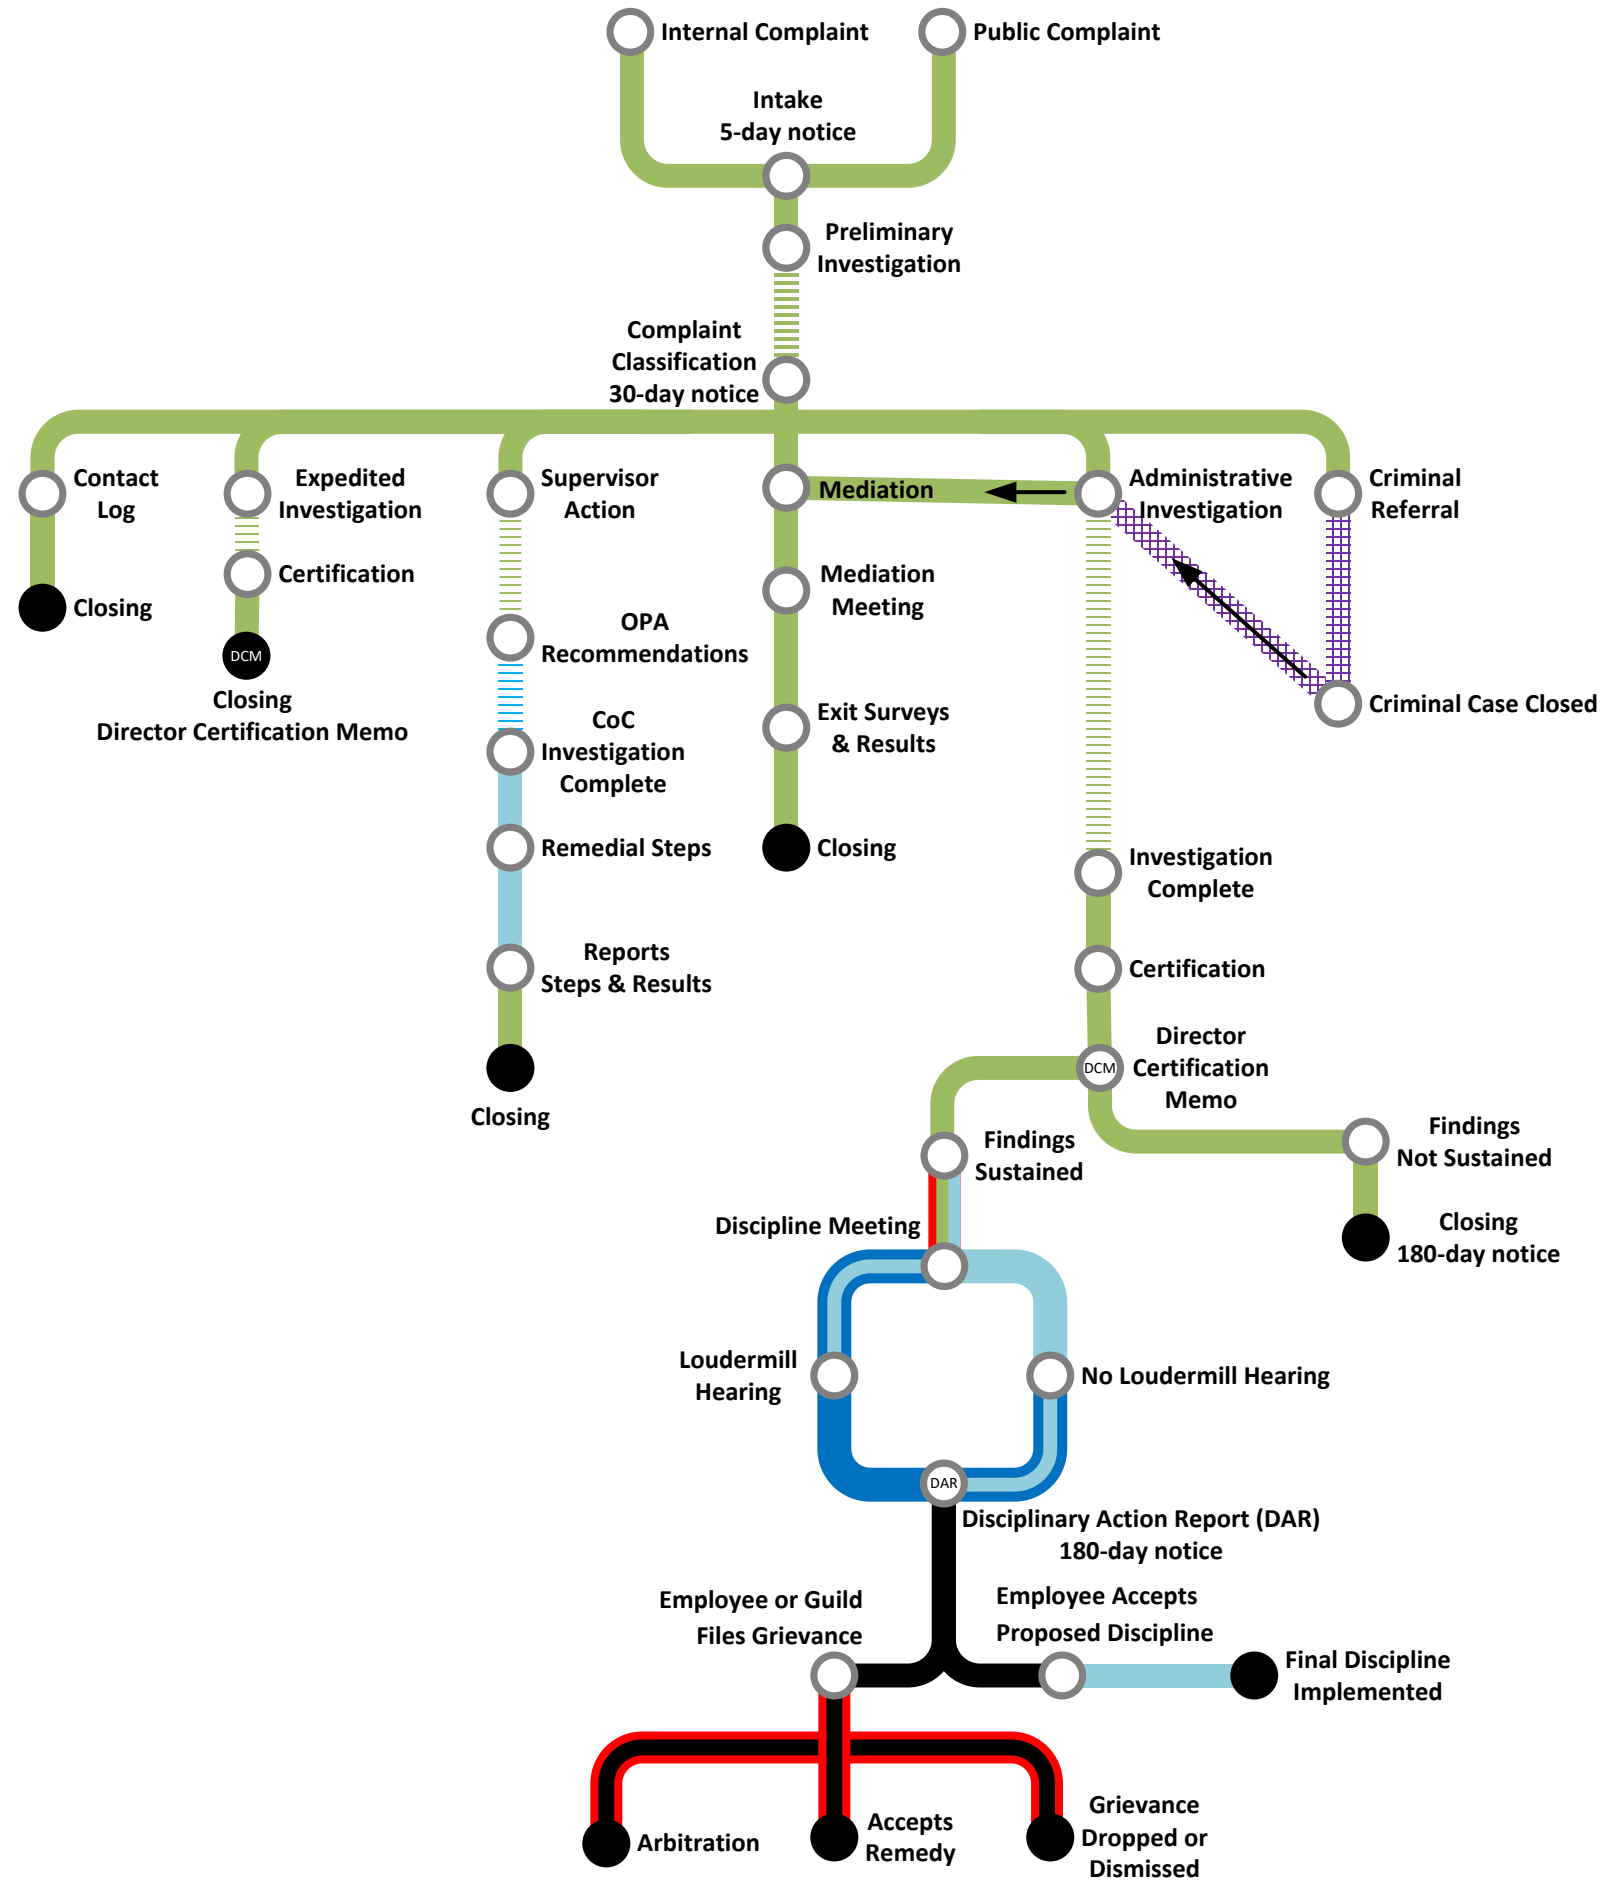 Internal Complaint
Public Complaint
Intake
5-day notice
Preliminary
Investigation
Complaint
Classification
30-day notice
Contact
Log
Expedited
Investigation
Supervisor
Action
Mediation
Administrative
Investigation
Criminal
Referral
Closing
Certification
DCM
Closing
Director Certification Memo
OPA
Recommendations
CoC
Investigation
Complete
Remedial Steps
Reports
Steps & Results
Closing
Mediation
Meeting
Exit Surveys
& Results
Closing
Criminal Case Closed
Investigation
Complete
Certification
DCM
Director
Certification
Memo
Findings
Sustained
Findings
Not Sustained
Closing
180-day notice
Discipline Meeting
Loudermill
Hearing
No Loudermill Hearing
DAR
Disciplinary Action Report (DAR)
180-day notice
Employee or Guild
Files Grievance
Employee Accepts
Proposed Discipline
Final Discipline
Implemented
Arbitration
Accepts
Remedy
Grievance
Dropped or
Dismissed